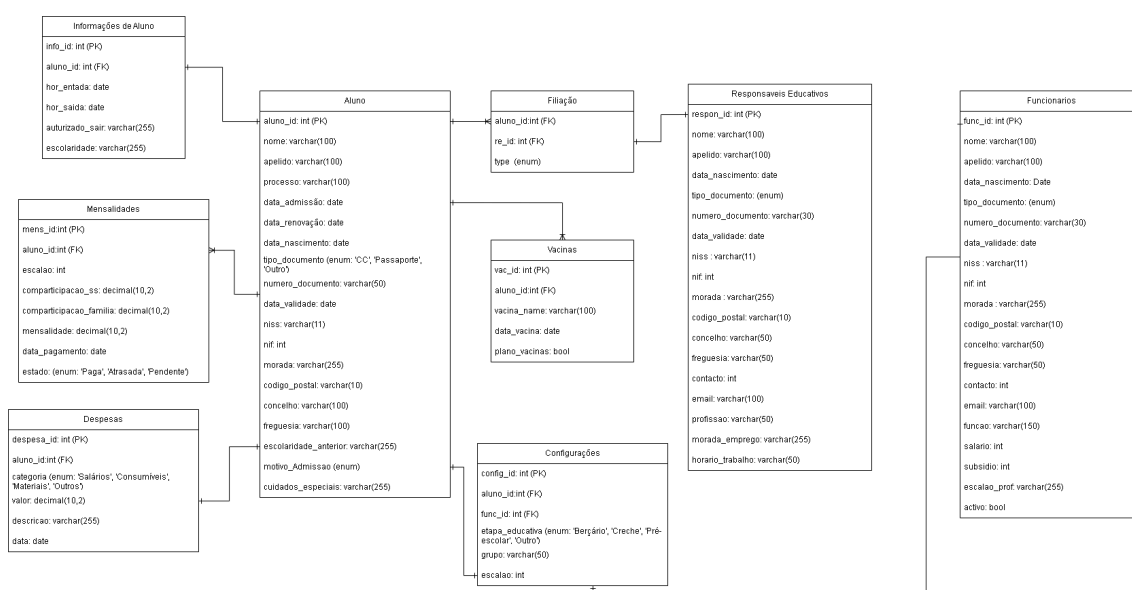 Informações de Aluno
info_id: int (PK)
aluno_id: int (FK)
hor_entada: date
hor_saida: date
auturizado_sair: varchar(255)
escolaridade: varchar(255)
Mensalidades
mens_id:int (PK)
aluno_id:int (FK)
escalao: int
comparticipacao_ss: decimal(10,2)
comparticipacao_familia: decimal(10,2)
mensalidade: decimal(10,2)
data_pagamento: date
estado: (enum: 'Paga', 'Atrasada', 'Pendente')
Despesas
despesa_id: int (PK)
aluno_id:int (FK)
categoria (enum: 'Salários', 'Consumíveis',
'Materiais', 'Outros')
valor: decimal(10,2)
descricao: varchar(255)
data: date
Aluno
aluno_id: int (PK)
nome: varchar(100)
apelido: varchar(100)
processo: varchar(100)
data_admissão: date
data_renovação: date
data_nascimento: date
tipo_documento (enum: 'CC', 'Passaporte',
'Outro')
numero_documento: varchar(50)
data_validade: date
niss: varchar(11)
nif: int
morada: varchar(255)
codigo_postal: varchar(10)
concelho: varchar(100)
freguesia: varchar(100)
escolaridade_anterior: varchar(255)
motivo_Admissao (enum)
cuidados_especiais: varchar(255)
Filiação
aluno_id:int (FK)
re_id: int (FK)
type (enum)
Vacinas
vac_id: int (PK)
aluno_id:int (FK)
vacina_name: varchar(100)
data_vacina: date
plano_vacinas: bool
Configurações
config_id: int (PK)
aluno_id:int (FK)
func_id: int (FK)
etapa_educativa (enum: 'Berçário', 'Creche', 'Pré-
escolar', 'Outro')
grupo: varchar(50)
escalao: int
Responsaveis Educativos
respon_id: int (PK)
nome: varchar(100)
apelido: varchar(100)
data_nascimento: date
tipo_documento: (enum)
numero_documento: varchar(30)
data_validade: date
niss : varchar(11)
nif: int
morada : varchar(255)
codigo_postal: varchar(10)
concelho: varchar(50)
freguesia: varchar(50)
contacto: int
email: varchar(100)
profissao: varchar(50)
morada_emprego: varchar(255)
horario_trabalho: varchar(50)
Funcionarios
func_id: int (PK)
nome: varchar(100)
apelido: varchar(100)
data_nascimento: Date
tipo_documento: (enum)
numero_documento: varchar(30)
data_validade: date
niss : varchar(11)
nif: int
morada : varchar(255)
codigo_postal: varchar(10)
concelho: varchar(50)
freguesia: varchar(50)
contacto: int
email: varchar(100)
funcao: varchar(150)
salario: int
subsidio: int
escalao_prof: varchar(255)
activo: bool